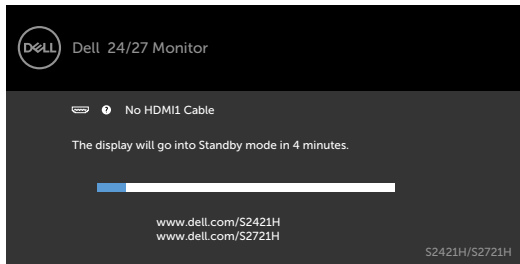 DELL
Dell 24/27 Monitor
No HDMI1 Cable
The display will go into Standby mode in 4 minutes.
www.dell.com/S2421H
www.dell.com/S2721H
S2421H/S2721H